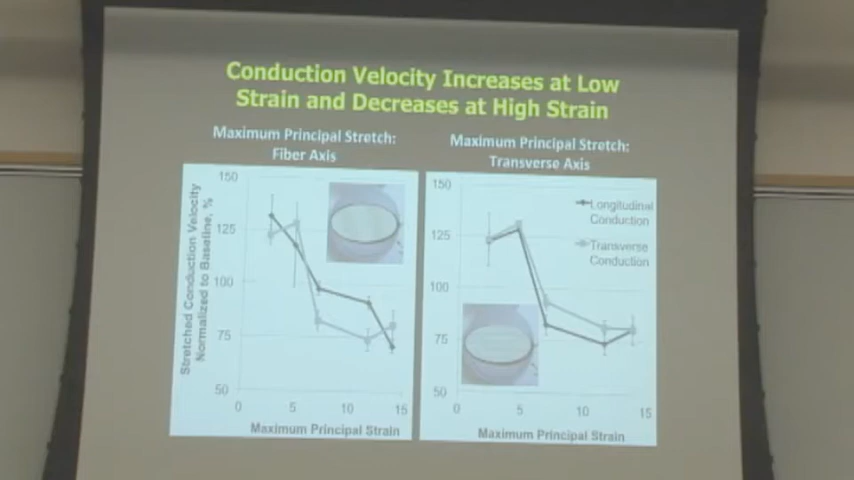 Conduction Velocity Increases at Low
Strain and Decreases at High Strain
Maximum Principal Stretch:
Fiber Axis
Maximum Principal Stretch:
Transverse Axis
Stretched Conduction Velocity
Normalized to Baseline, %
150
125
100
75
50
0
5
10
15
Maximum Principal Strain
150
125
100
75
50
0
5
10
15
Longitudinal
Conduction
Transverse
Conduction
Maximum Principal Strain